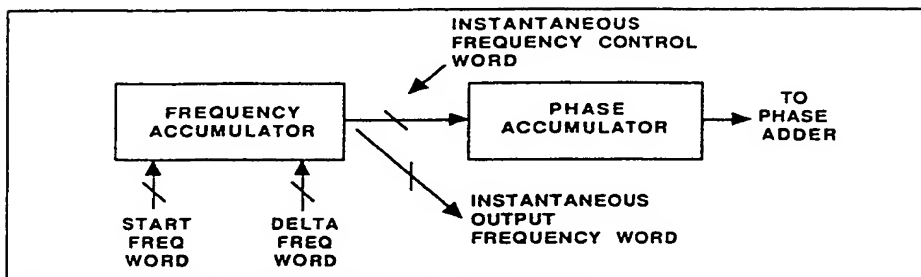 INSTANTANEOUS
FREQUENCY CONTROL
WORD
FREQUENCY
ACCUMULATOR
PHASE
ACCUMULATOR
TO
PHASE
ADDER
START
FREQ
WORD
DELTA
FREQ
WORD
INSTANTANEOUS
OUTPUT
FREQUENCY WORD